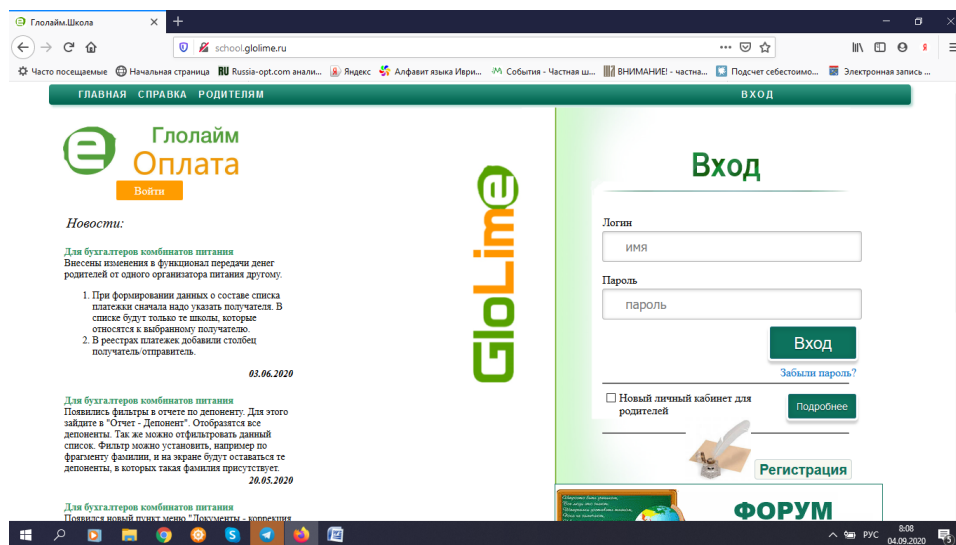 Глолайм.Школа
school.glolime.ru
Часто посещаемые Начальная страница Russia-opt.com анали... Яндекс Алфавит языка Иври... События - Частная ш... ВНИМАНИЕ! - частна... Подсчет себестоимо... Электронная запись ...
ГЛАВНАЯ СПРАВКА РОДИТЕЛЯМ ВХОД
Глолайм
Оплата
Войти
Новости:
Для бухгалтеров комбинатов питания
Внесены изменения в функционал передачи денег
родителей от одного организатора питания другому.
1. При формировании данных о составе списка
платежки сначала надо указать получателя. В
списке будут только те школы, которые
относятся к выбранному получателю.
2. В реестрах платежек добавили столбец
получатель/отправитель.
03.06.2020
Для бухгалтеров комбинатов питания
Появились фильтры в отчете по депоненту. Для этого
зайдите в "Отчет - Депонент". Отобразятся все
депоненты. Так же можно отфильтровать данный
список. Фильтр можно установить, например по
фрагменту фамилии, и на экране будут оставаться те
депоненты, в которых такая фамилия присутствует.
20.05.2020
Для бухгалтеров комбинатов питания
Появился новый пункт меню "Документы - коррекция
GloLime
Вход
Логин
имя
Пароль
пароль
Вход
Забыли пароль?
Новый личный кабинет для
родителей
Подробнее
Регистрация
ФОРУМ
РУС
8:08
04.09.2020